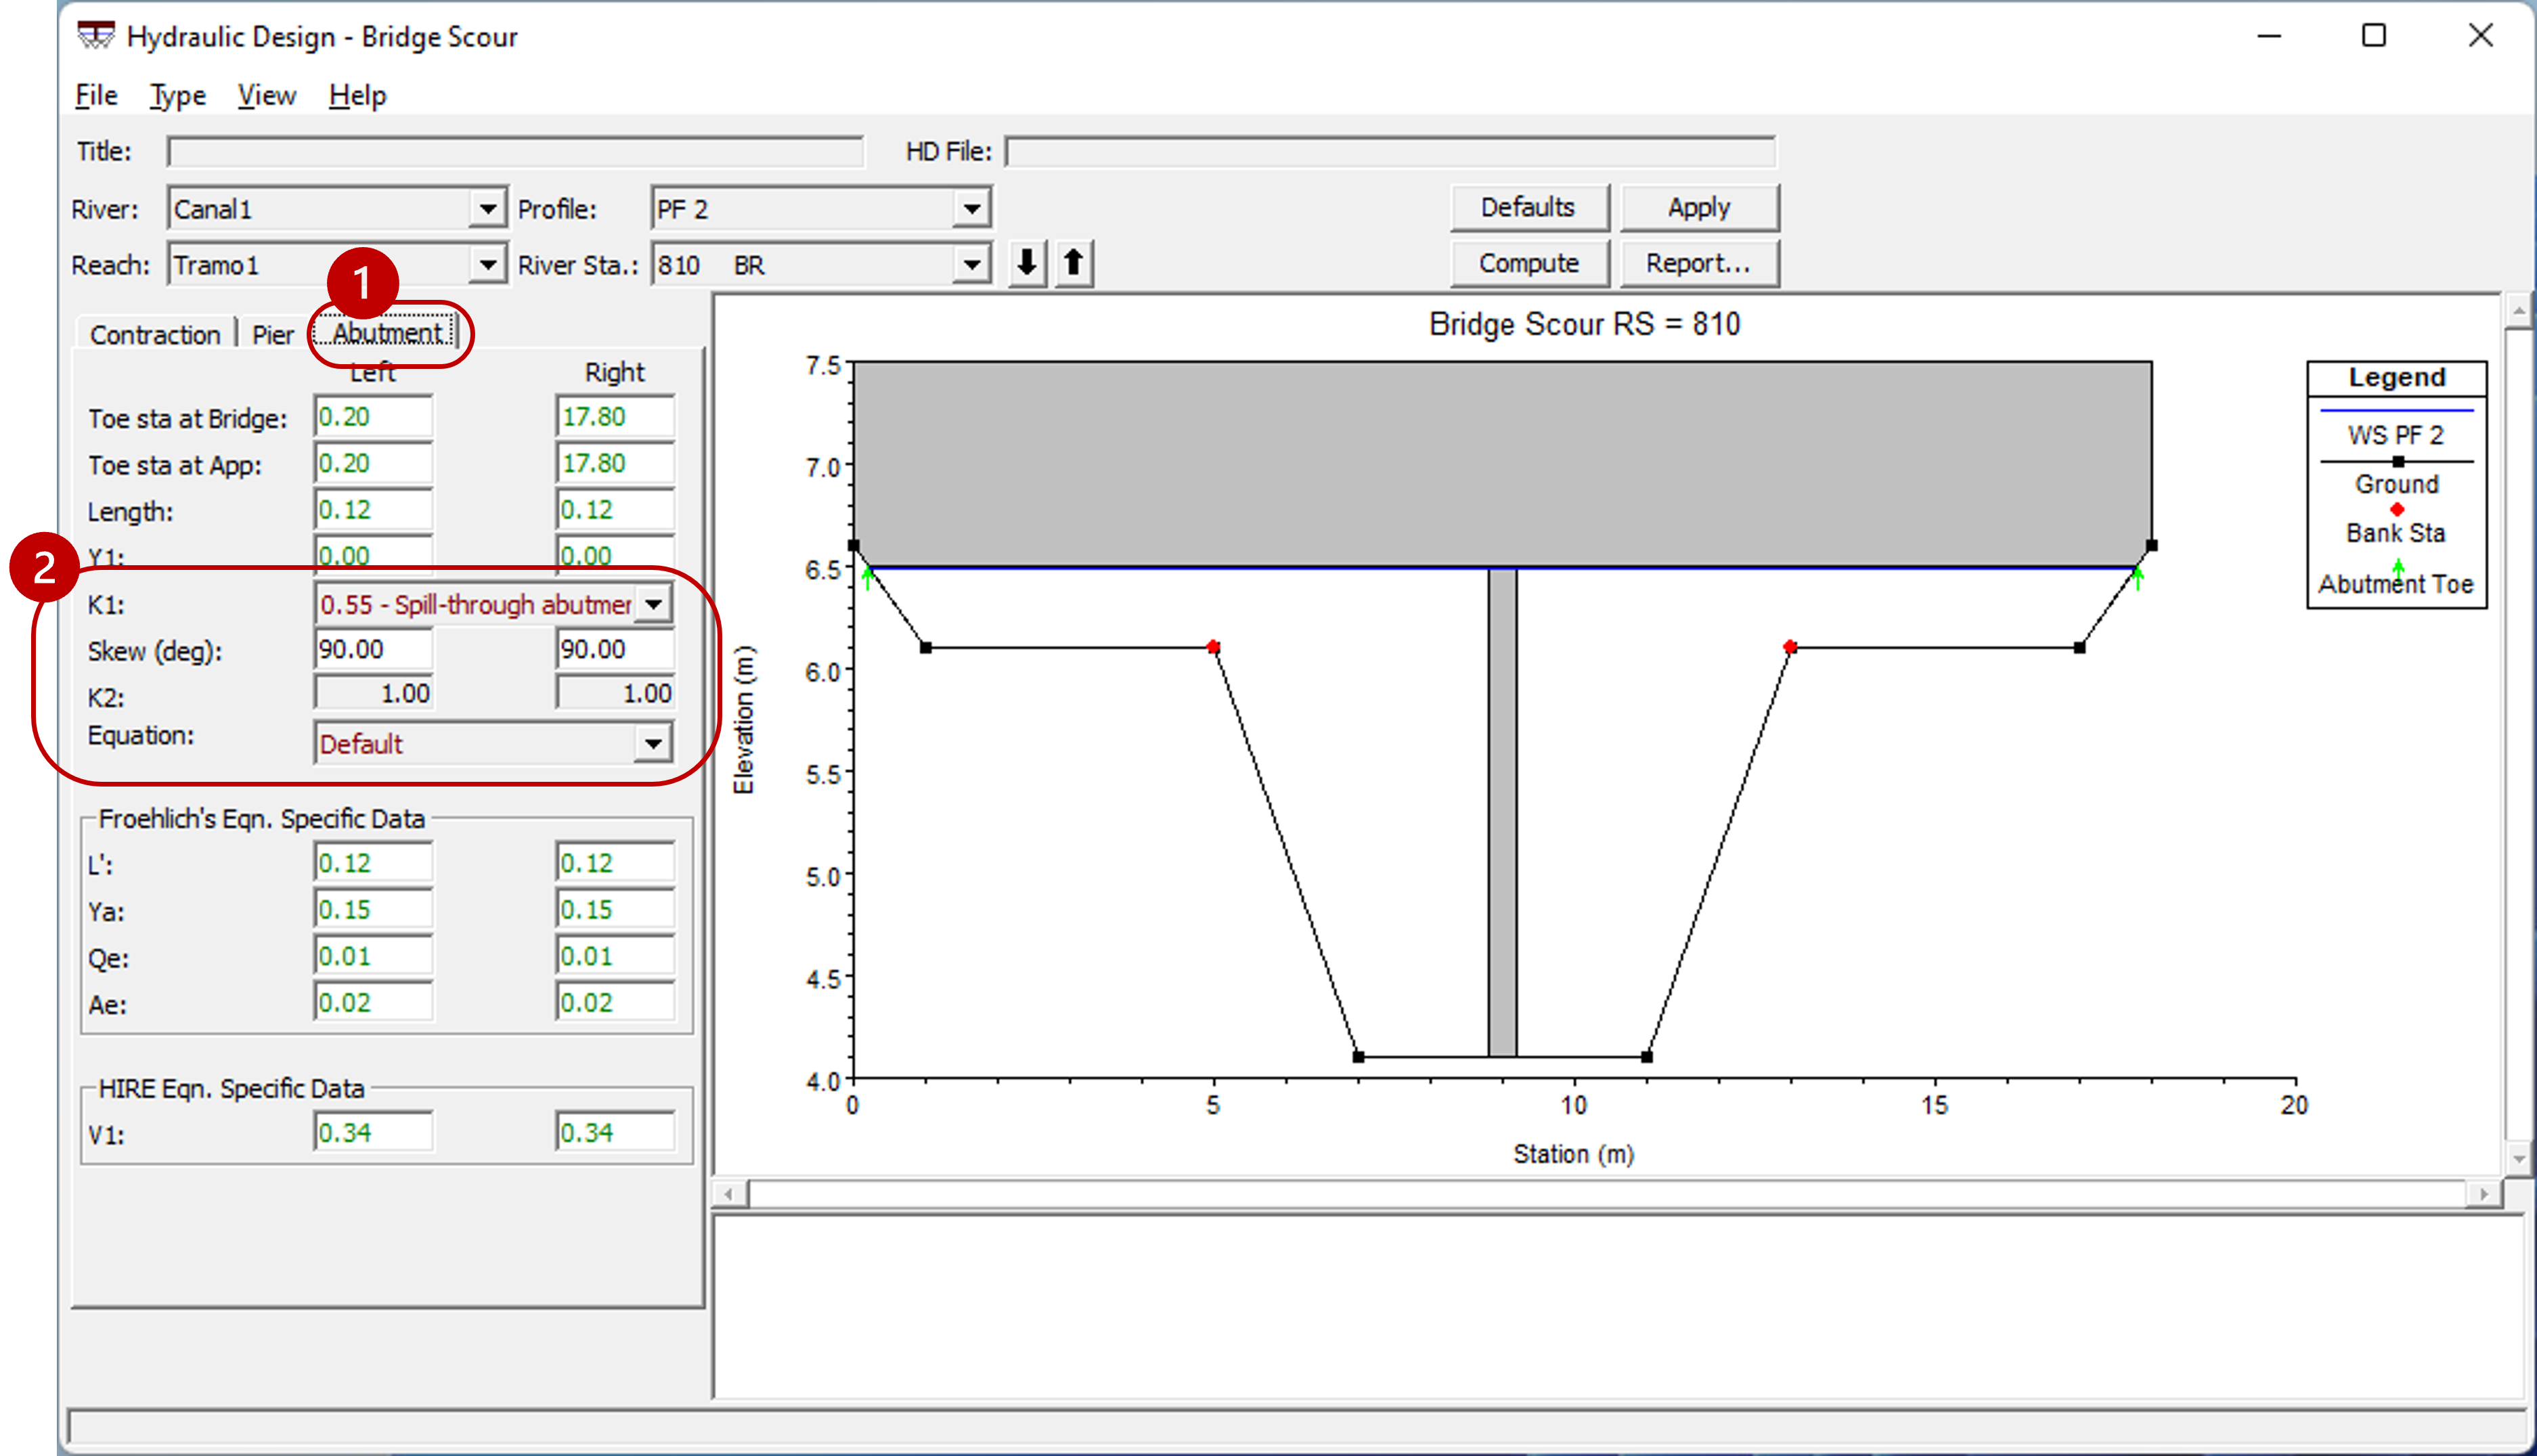 Hydraulic Design - Bridge Scour
File Type View Help
Title: HD File:
River: Canal1 Profile: PF 2 Defaults Apply
Reach: Tramo1 River Sta.: 810 BR Compute Report...
1
Contraction Pier Abutment
Left Right
Toe sta at Bridge: 0.20 17.80
Toe sta at App: 0.20 17.80
Length: 0.12 0.12
Y1: 0.00 0.00
2
K1: 0.55 - Spill-through abutmer
Skew (deg): 90.00 90.00
K2: 1.00 1.00
Equation: Default
Froehlich's Eqn. Specific Data
L': 0.12 0.12
Ya: 0.15 0.15
Qe: 0.01 0.01
Ae: 0.02 0.02
HIRE Eqn. Specific Data
V1: 0.34 0.34
Bridge Scour RS = 810
7.5
7.0
6.5
6.0
5.5
5.0
4.5
4.0
Elevation (m)
0 5 10 15 20
Station (m)
Legend
WS PF 2
Ground
Bank Sta
Abutment Toe